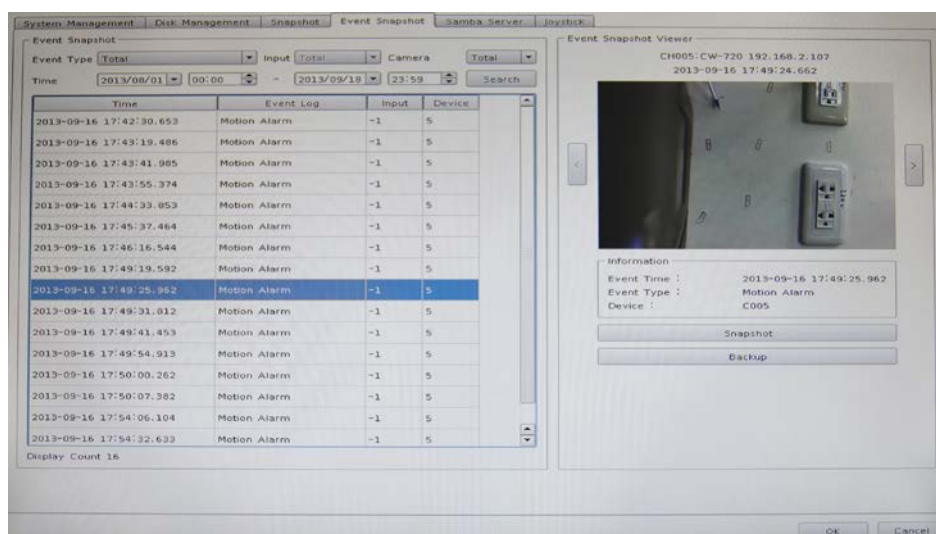 System Management Disk Management Snapshot Event Snapshot Samba Server Joystick
Event Snapshot
Event Type Total Input Total Camera Total
Time 2013/08/01 00:00 - 2013/09/18 23:59 Search
Time Event Log Input Device
2013-09-16 17:42:30.653 Motion Alarm -1 5
2013-09-16 17:43:19.486 Motion Alarm -1 5
2013-09-16 17:43:41.985 Motion Alarm -1 5
2013-09-16 17:43:55.374 Motion Alarm -1 5
2013-09-16 17:44:33.853 Motion Alarm -1 5
2013-09-16 17:45:37.464 Motion Alarm -1 5
2013-09-16 17:46:16.544 Motion Alarm -1 5
2013-09-16 17:49:19.592 Motion Alarm -1 5
2013-09-16 17:49:25.962 Motion Alarm -1 5
2013-09-16 17:49:31.812 Motion Alarm -1 5
2013-09-16 17:49:41.453 Motion Alarm -1 5
2013-09-16 17:49:54.913 Motion Alarm -1 5
2013-09-16 17:50:00.262 Motion Alarm -1 5
2013-09-16 17:50:07.382 Motion Alarm -1 5
2013-09-16 17:54:06.104 Motion Alarm -1 5
2013-09-16 17:54:32.633 Motion Alarm -1 5
Display Count 16
Event Snapshot Viewer
CH005:CW-720 192.168.2.107
2013-09-16 17:49:24.662
<
>
Information
Event Time : 2013-09-16 17:49:25.962
Event Type : Motion Alarm
Device : C005
Snapshot
Backup
OK Cancel